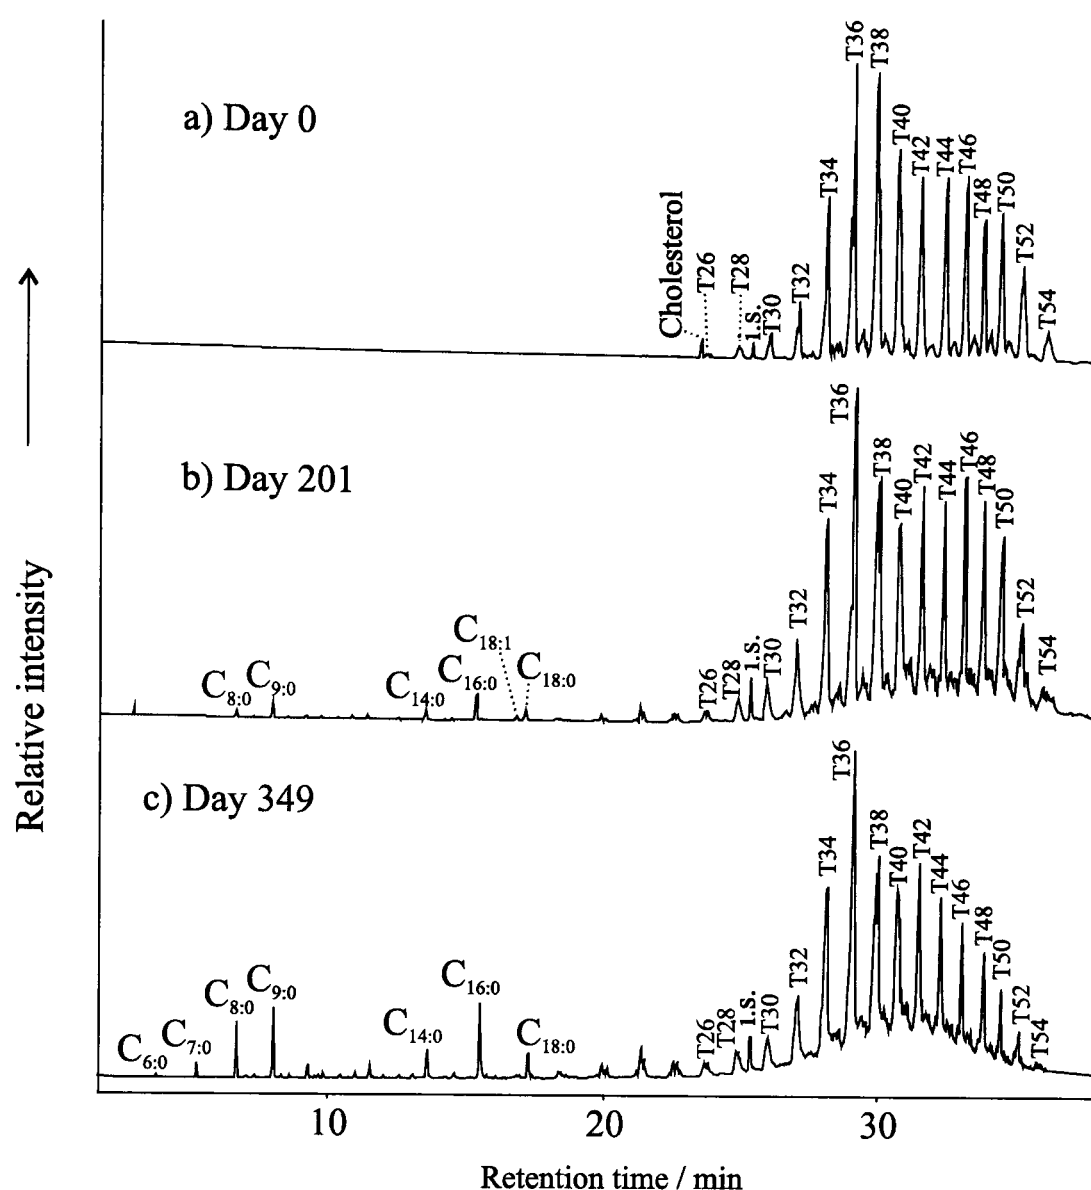 a) Day 0
Cholesterol
T26
T28
i.s.
T30
T32
T34
T36
T38
T40
T42
T44
T46
T48
T50
T52
T54
b) Day 201
C8:0
C9:0
C14:0
C16:0
C18:1
C18:0
T26
T28
i.s.
T30
T32
T34
T36
T38
T40
T42
T44
T46
T48
T50
T52
T54
c) Day 349
C6:0
C7:0
C8:0
C9:0
C14:0
C16:0
C18:0
T26
T28
i.s.
T30
T32
T34
T36
T38
T40
T42
T44
T46
T48
T50
T52
T54
Relative intensity
10
20
30
Retention time / min